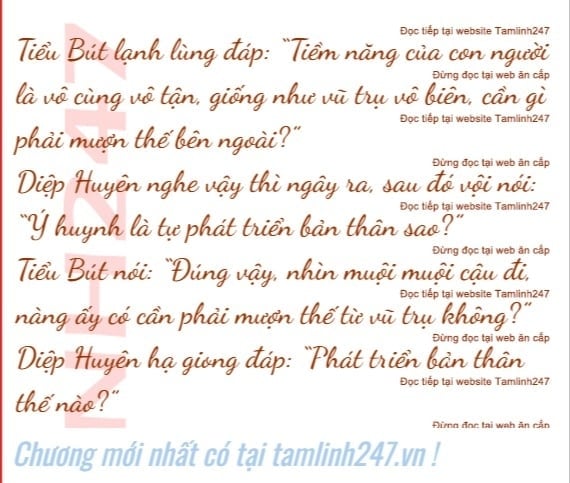 Đọc tiếp tại website Tamlinh247
Tiểu Bút lạnh lùng đáp: "Tiềm năng của con người
Đừng đọc tại web ăn cắp
là vô cùng vô tận, giống như vũ trụ vô biên, cần gì
Đọc tiếp tại website Tamlinh247
phải mượn thế bên ngoài?"
Đừng đọc tại web ăn cắp
Diệp Huyên nghe vậy thì ngây ra, sau đó vội nói:
Đọc tiếp tại website Tamlinh247
"Ý huynh là tự phát triển bản thân sao?"
Đừng đọc tại web ăn cắp
Tiểu Bút nói: "Đúng vậy, nhìn muội muội cậu đi,
Đọc tiếp tại website Tamlinh247
nàng ấy có cần phải mượn thế từ vũ trụ không?"
Đừng đọc tại web ăn cắp
Diệp Huyên hạ giọng đáp: "Phát triển bản thân
Đọc tiếp tại website Tamlinh247
thế nào?"
Đừng đọc tại web ăn cắp
NH247
Chương mới nhất có tại tamlinh247.vn !